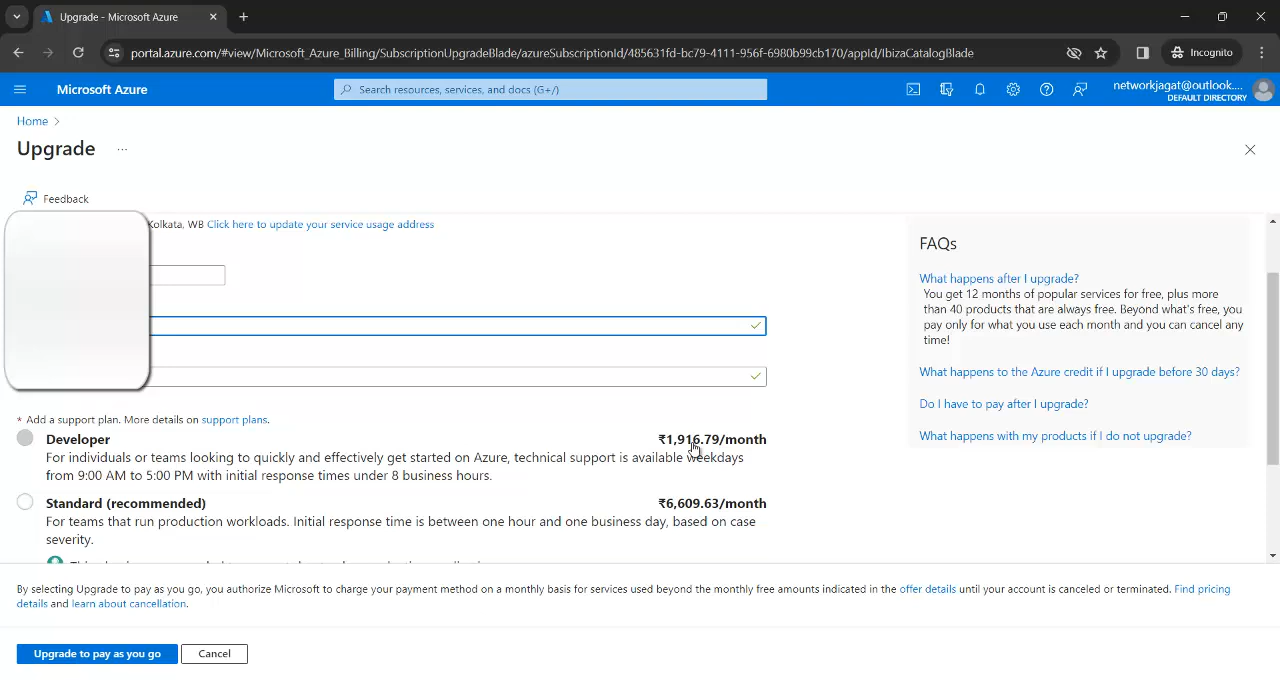 Upgrade - Microsoft Azure
portal.azure.com/#view/Microsoft_Azure_Billing/SubscriptionUpgradeBlade/azureSubscriptionId/485631fd-bc79-4111-956f-6980b99cb170/appId/IbizaCatalogBlade
Incognito
Microsoft Azure
Search resources, services, and docs (G+/)
networkjagat@outlook....
DEFAULT DIRECTORY
Home >
Upgrade ...
Feedback
Kolkata, WB Click here to update your service usage address
* Add a support plan. More details on support plans.
Developer ₹1,916.79/month
For individuals or teams looking to quickly and effectively get started on Azure, technical support is available weekdays
from 9:00 AM to 5:00 PM with initial response times under 8 business hours.
Standard (recommended) ₹6,609.63/month
For teams that run production workloads. Initial response time is between one hour and one business day, based on case
severity.
FAQs
What happens after I upgrade?
You get 12 months of popular services for free, plus more
than 40 products that are always free. Beyond what's free, you
pay only for what you use each month and you can cancel any
time!
What happens to the Azure credit if I upgrade before 30 days?
Do I have to pay after I upgrade?
What happens with my products if I do not upgrade?
By selecting Upgrade to pay as you go, you authorize Microsoft to charge your payment method on a monthly basis for services used beyond the monthly free amounts indicated in the offer details until your account is canceled or terminated. Find pricing
details and learn about cancellation.
Upgrade to pay as you go
Cancel